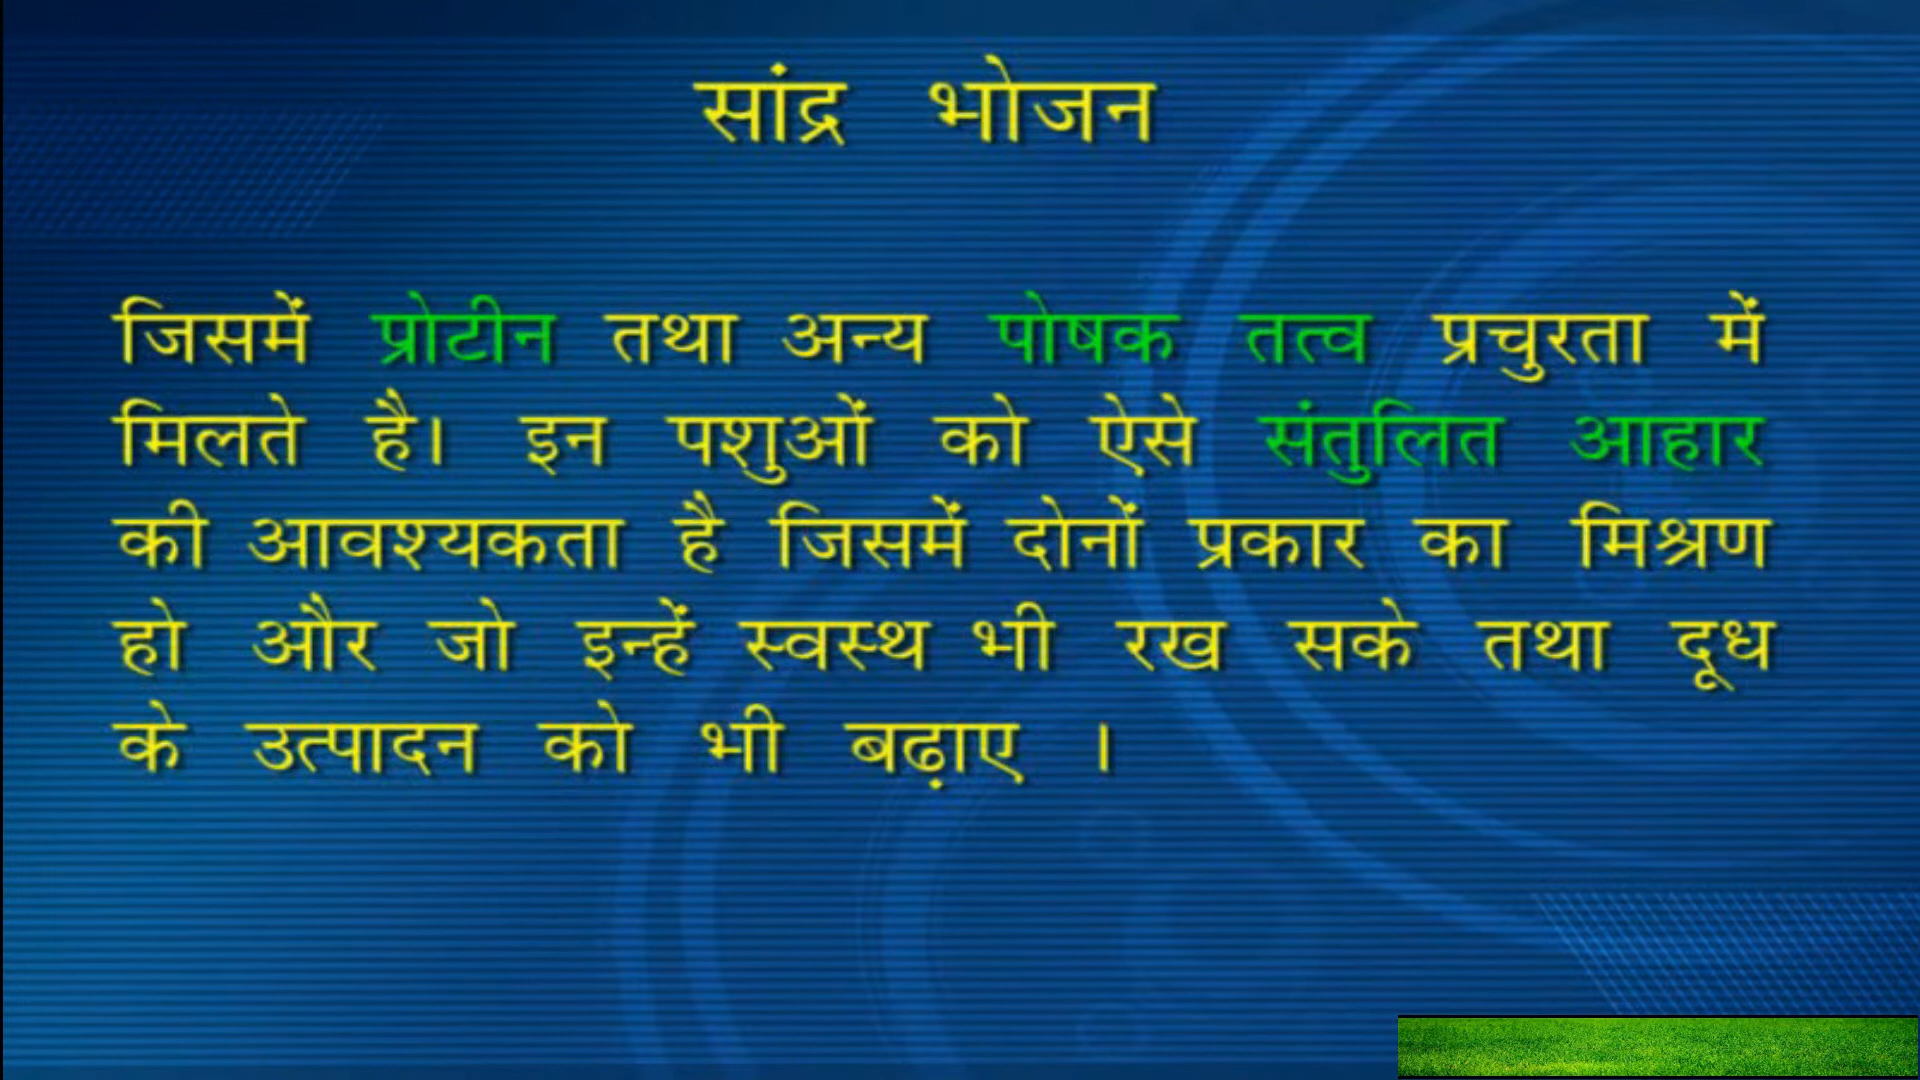 सांद्र भोजन
जिसमें प्रोटीन तथा अन्य पोषक तत्व प्रचुरता में
मिलते है। इन पशुओं को ऐसे संतुलित आहार
की आवश्यकता है जिसमें दोनों प्रकार का मिश्रण
हो और जो इन्हें स्वस्थ भी रख सके तथा दूध
के उत्पादन को भी बढ़ाए ।